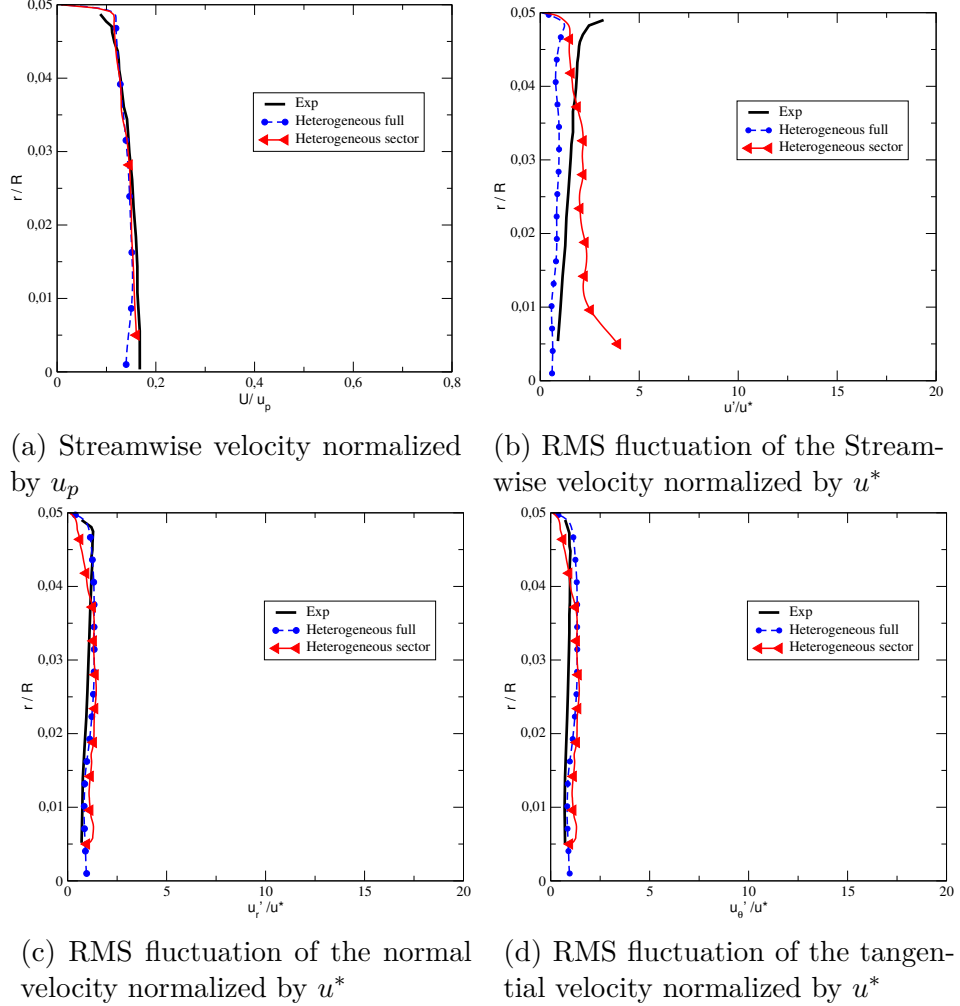 0,05
0,04
0,03
0,02
0,01
0
r / R
0
0,2
0,4
0,6
0,8
U/ u_p
Exp
Heterogeneous full
Heterogeneous sector
(a) Streamwise velocity normalized
by u_p
0,05
0,04
0,03
0,02
0,01
0
r / R
0
5
10
15
20
u'/u*
Exp
Heterogeneous full
Heterogeneous sector
(b) RMS fluctuation of the Stream-
wise velocity normalized by u*
0,05
0,04
0,03
0,02
0,01
0
r / R
0
5
10
15
20
u_r'/u*
Exp
Heterogeneous full
Heterogeneous sector
(c) RMS fluctuation of the normal
velocity normalized by u*
0,05
0,04
0,03
0,02
0,01
0
r / R
0
5
10
15
20
u_θ'/u*
Exp
Heterogeneous full
Heterogeneous sector
(d) RMS fluctuation of the tangen-
tial velocity normalized by u*